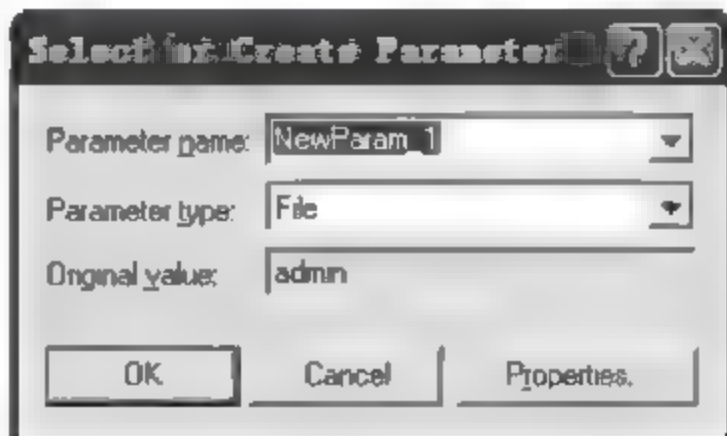 Select or Create Parameter
Parameter name: NewParam_1
Parameter type: File
Original value: admin
OK Cancel Properties.